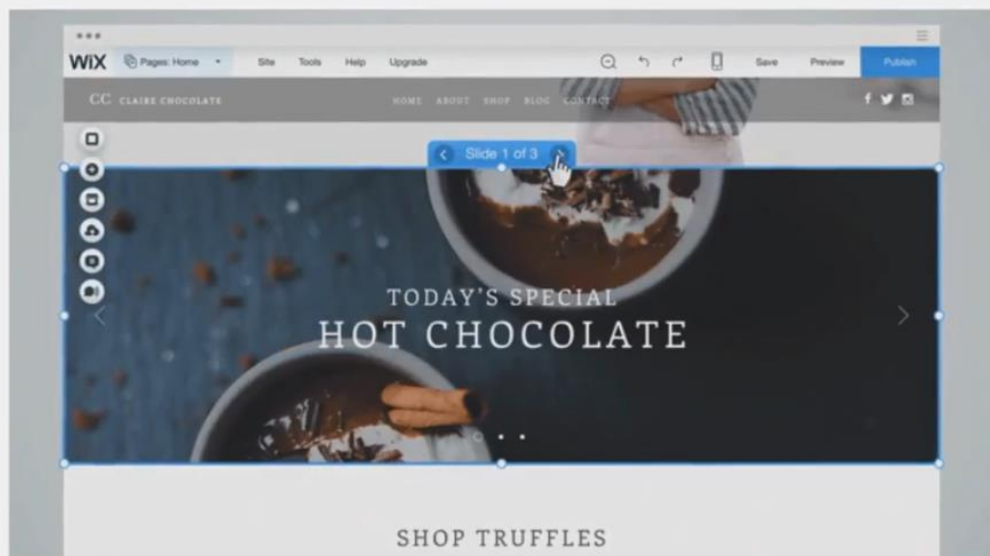 WiX Pages: Home Site Tools Help Upgrade Save Preview Publish
CC CLAIRE CHOCOLATE HOME ABOUT SHOP BLOG CONTACT
Slide 1 of 3
TODAY'S SPECIAL
HOT CHOCOLATE
SHOP TRUFFLES